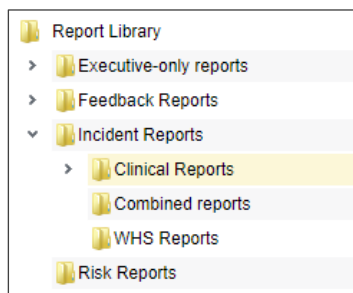 Report Library
Executive-only reports
Feedback Reports
Incident Reports
Clinical Reports
Combined reports
WHS Reports
Risk Reports